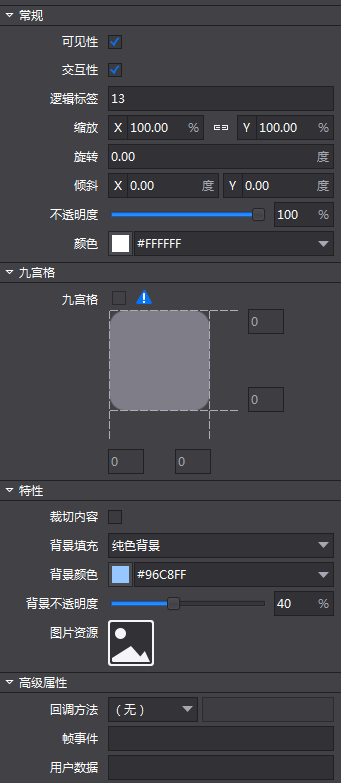 常规
可见性
交互性
逻辑标签 13
缩放 X 100.00 % Y 100.00 %
旋转 0.00 度
倾斜 X 0.00 度 Y 0.00 度
不透明度 100 %
颜色 #FFFFFF
九宫格
九宫格
0
0
0 0
特性
裁切内容
背景填充 纯色背景
背景颜色 #96C8FF
背景不透明度 40 %
图片资源
高级属性
回调方法 （无）
帧事件
用户数据